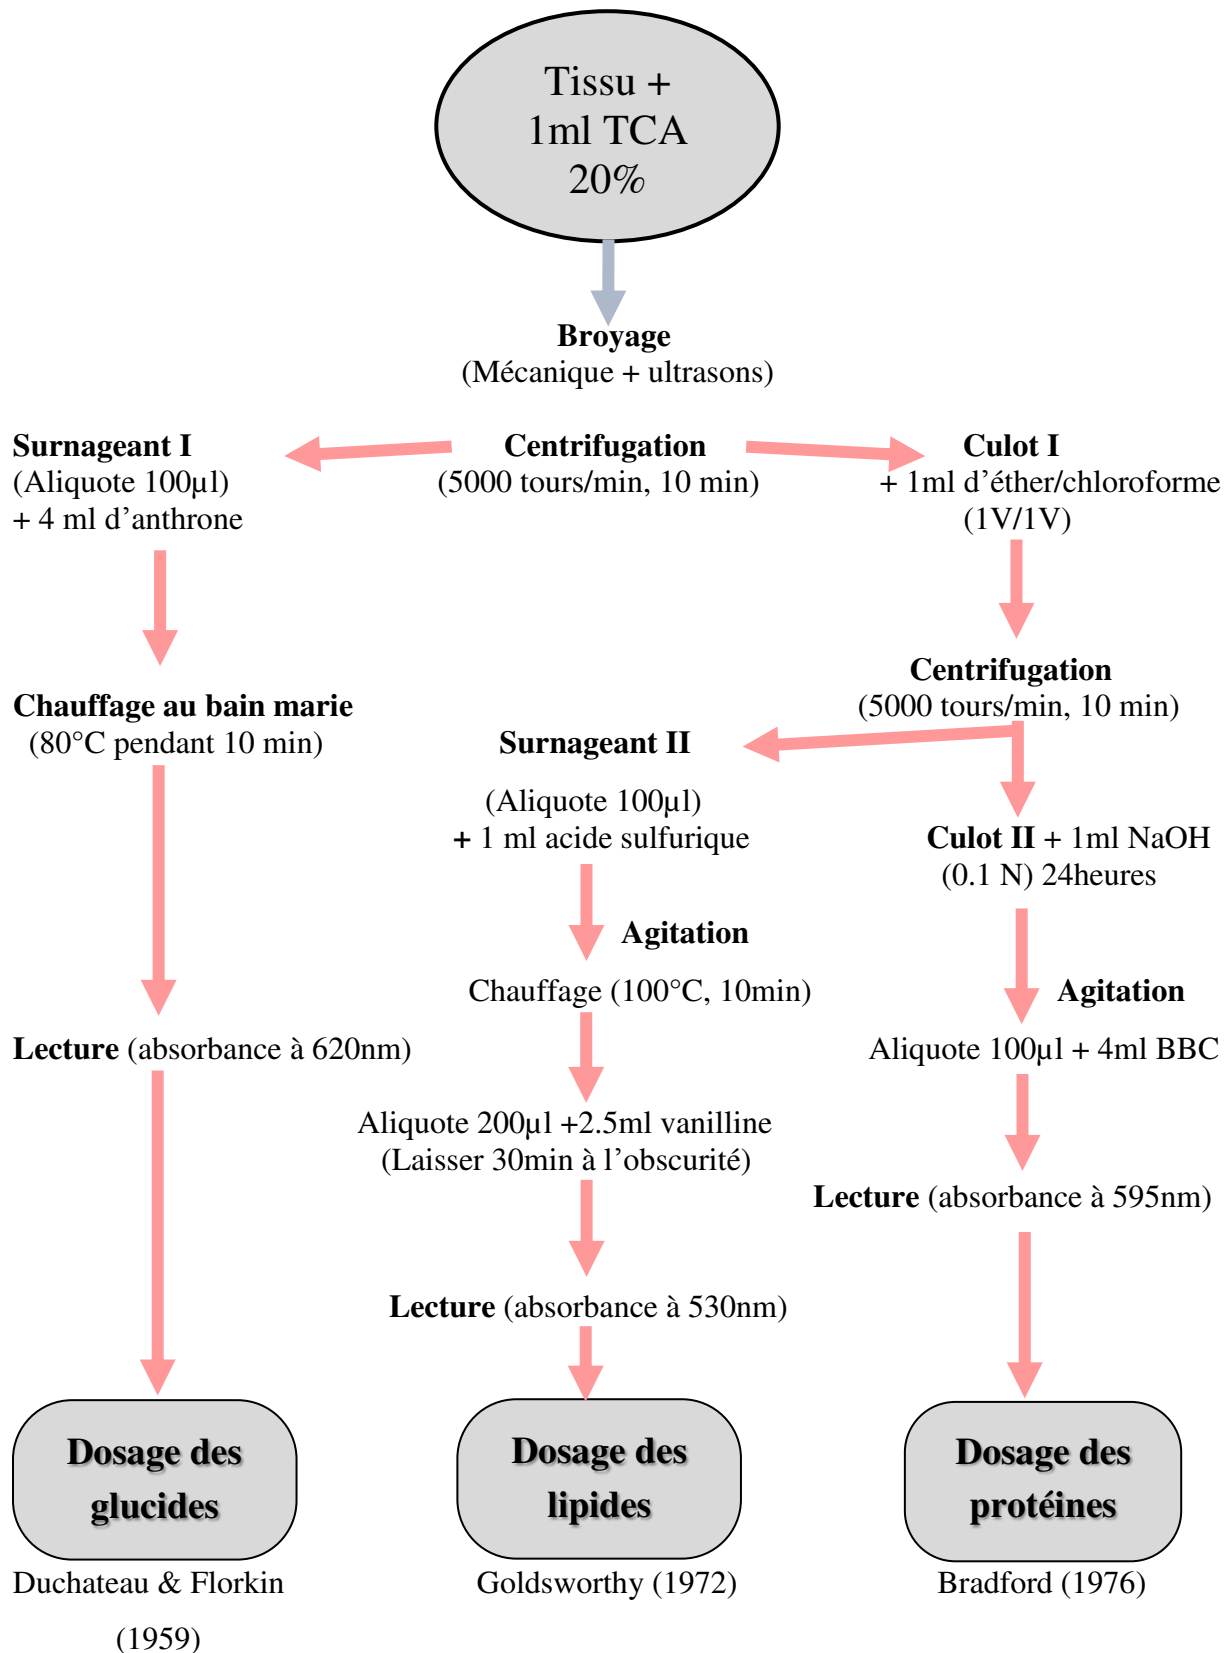 Tissu +
1ml TCA
20%
Broyage
(Mécanique + ultrasons)
Surnageant I
(Aliquote 100µl)
+ 4 ml d’anthrone
Centrifugation
(5000 tours/min, 10 min)
Culot I
+ 1ml d’éther/chloroforme
(1V/1V)
Chauffage au bain marie
(80°C pendant 10 min)
Centrifugation
(5000 tours/min, 10 min)
Surnageant II
(Aliquote 100µl)
+ 1 ml acide sulfurique
Culot II + 1ml NaOH
(0.1 N) 24heures
Agitation
Chauffage (100°C, 10min)
Agitation
Aliquote 100µl + 4ml BBC
Lecture (absorbance à 620nm)
Aliquote 200µl +2.5ml vanilline
(Laisser 30min à l’obscurité)
Lecture (absorbance à 595nm)
Lecture (absorbance à 530nm)
Dosage des
glucides
Dosage des
lipides
Dosage des
protéines
Duchateau & Florkin
(1959)
Goldsworthy (1972)
Bradford (1976)